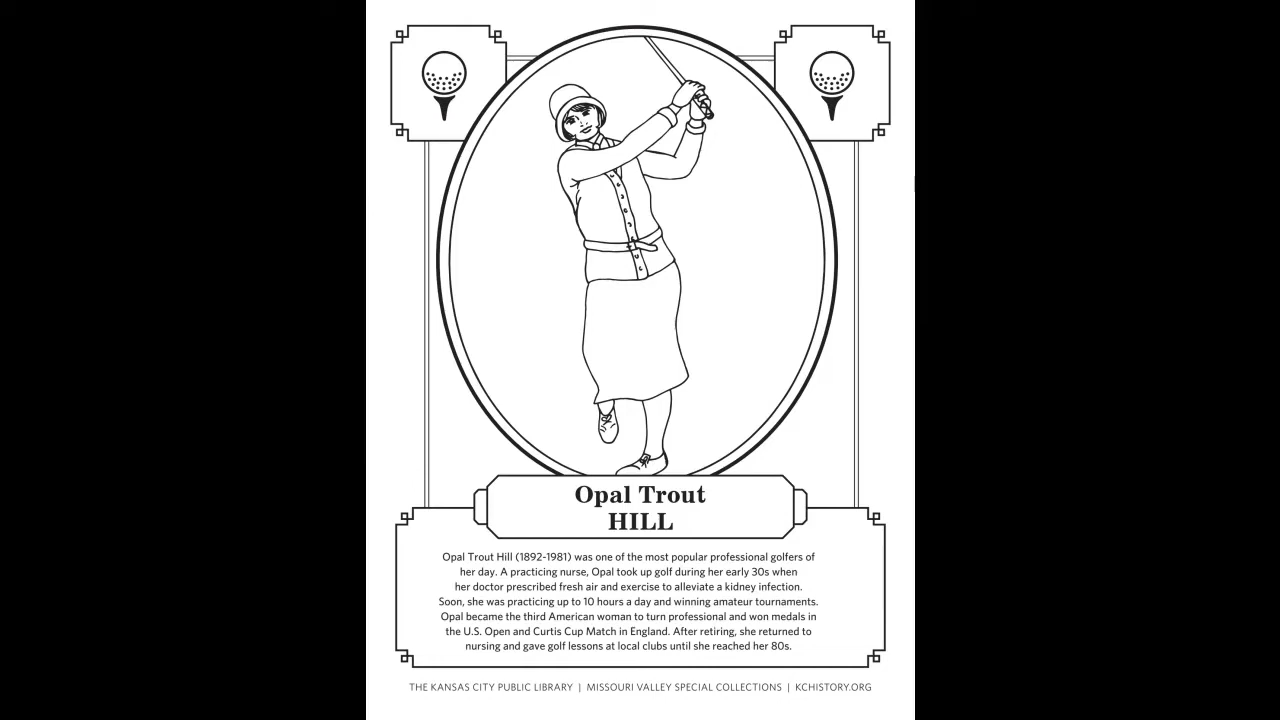 Opal Trout
HILL
Opal Trout Hill (1892-1981) was one of the most popular professional golfers of
her day. A practicing nurse, Opal took up golf during her early 30s when
her doctor prescribed fresh air and exercise to alleviate a kidney infection.
Soon, she was practicing up to 10 hours a day and winning amateur tournaments.
Opal became the third American woman to turn professional and won medals in
the U.S. Open and Curtis Cup Match in England. After retiring, she returned to
nursing and gave golf lessons at local clubs until she reached her 80s.
THE KANSAS CITY PUBLIC LIBRARY | MISSOURI VALLEY SPECIAL COLLECTIONS | KCHISTORY.ORG